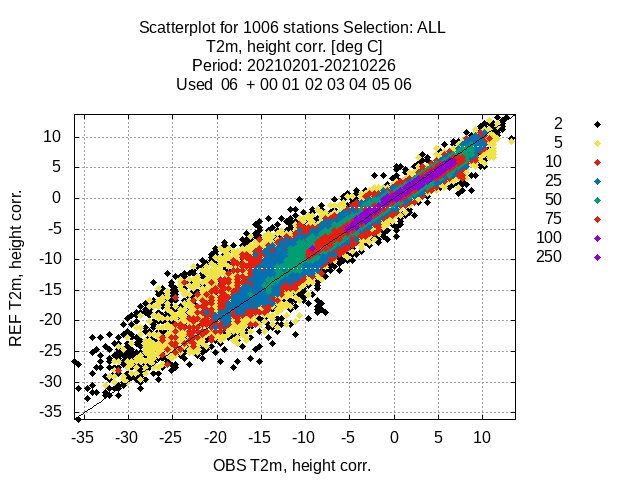 Scatterplot for 1006 stations Selection: ALL
T2m, height corr. [deg C]
Period: 20210201-20210226
Used  06  + 00 01 02 03 04 05 06
2
5
10
25
50
75
100
250
10
5
0
-5
-10
-15
-20
-25
-30
-35
REF T2m, height corr.
-35 -30 -25 -20 -15 -10 -5 0 5 10
OBS T2m, height corr.